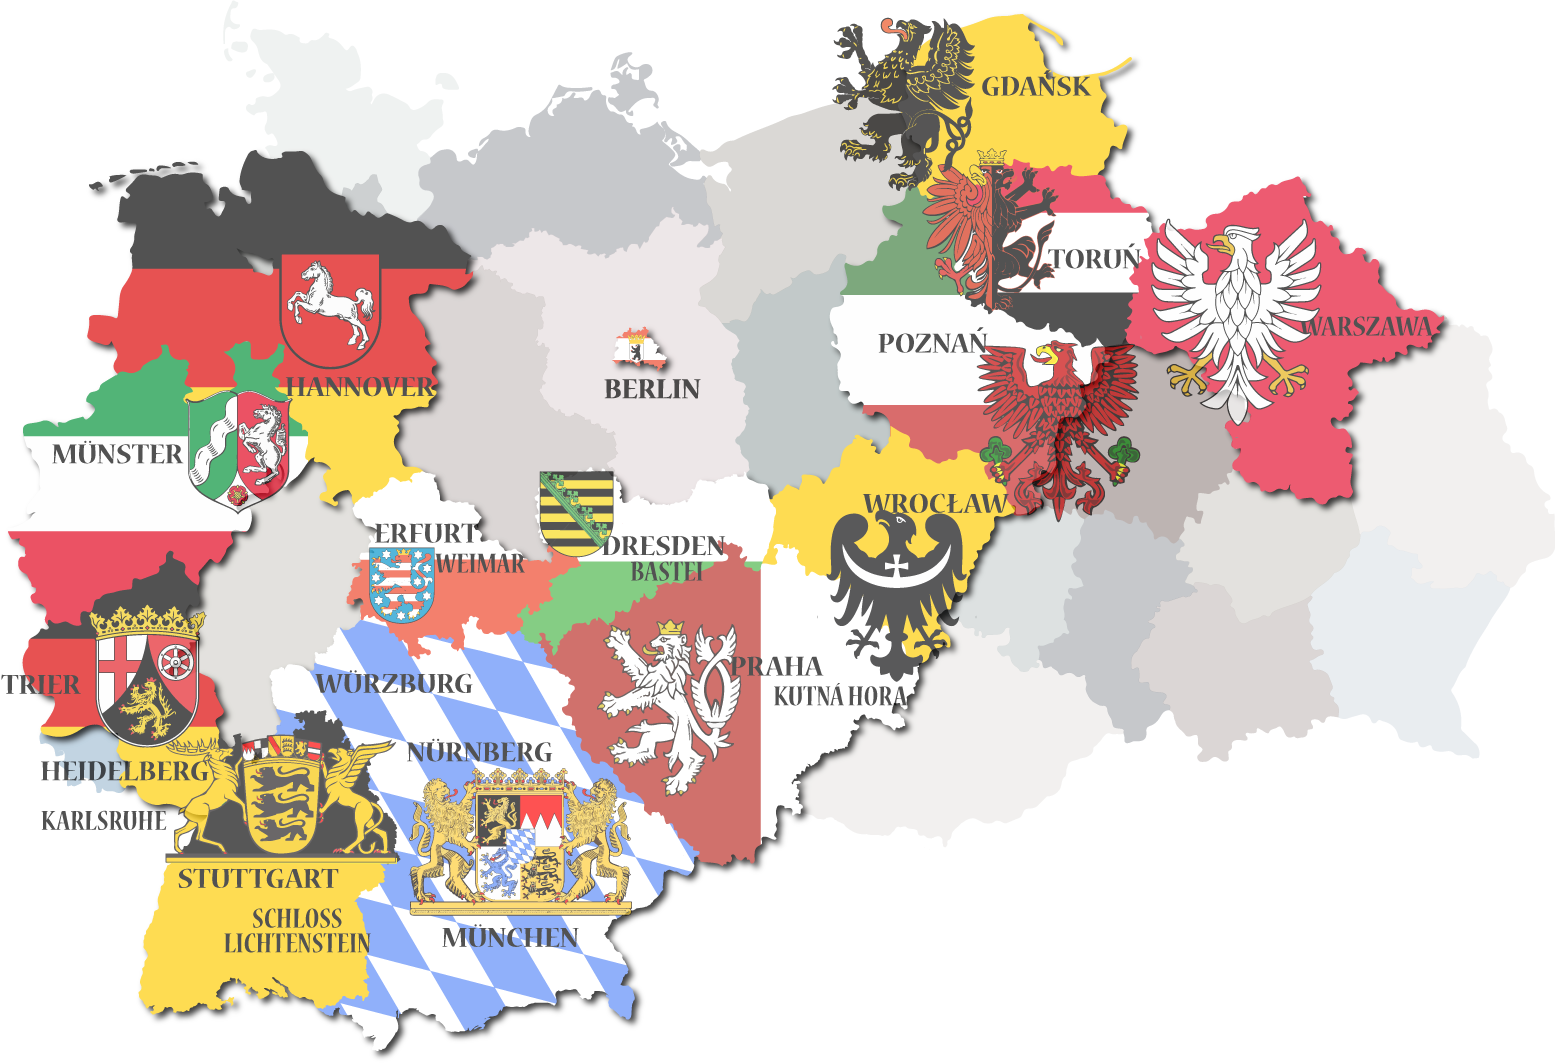 GDAŃSK
TORUŃ
WARSZAWA
POZNAŃ
HANNOVER
BERLIN
MÜNSTER
WROCŁAW
ERFURT
WEIMAR
DRESDEN
BASTEI
TRIER
WÜRZBURG
PRAHA
KUTNÁ HORA
NÜRNBERG
HEIDELBERG
KARLSRUHE
STUTTGART
SCHLOSS
LICHTENSTEIN
MÜNCHEN